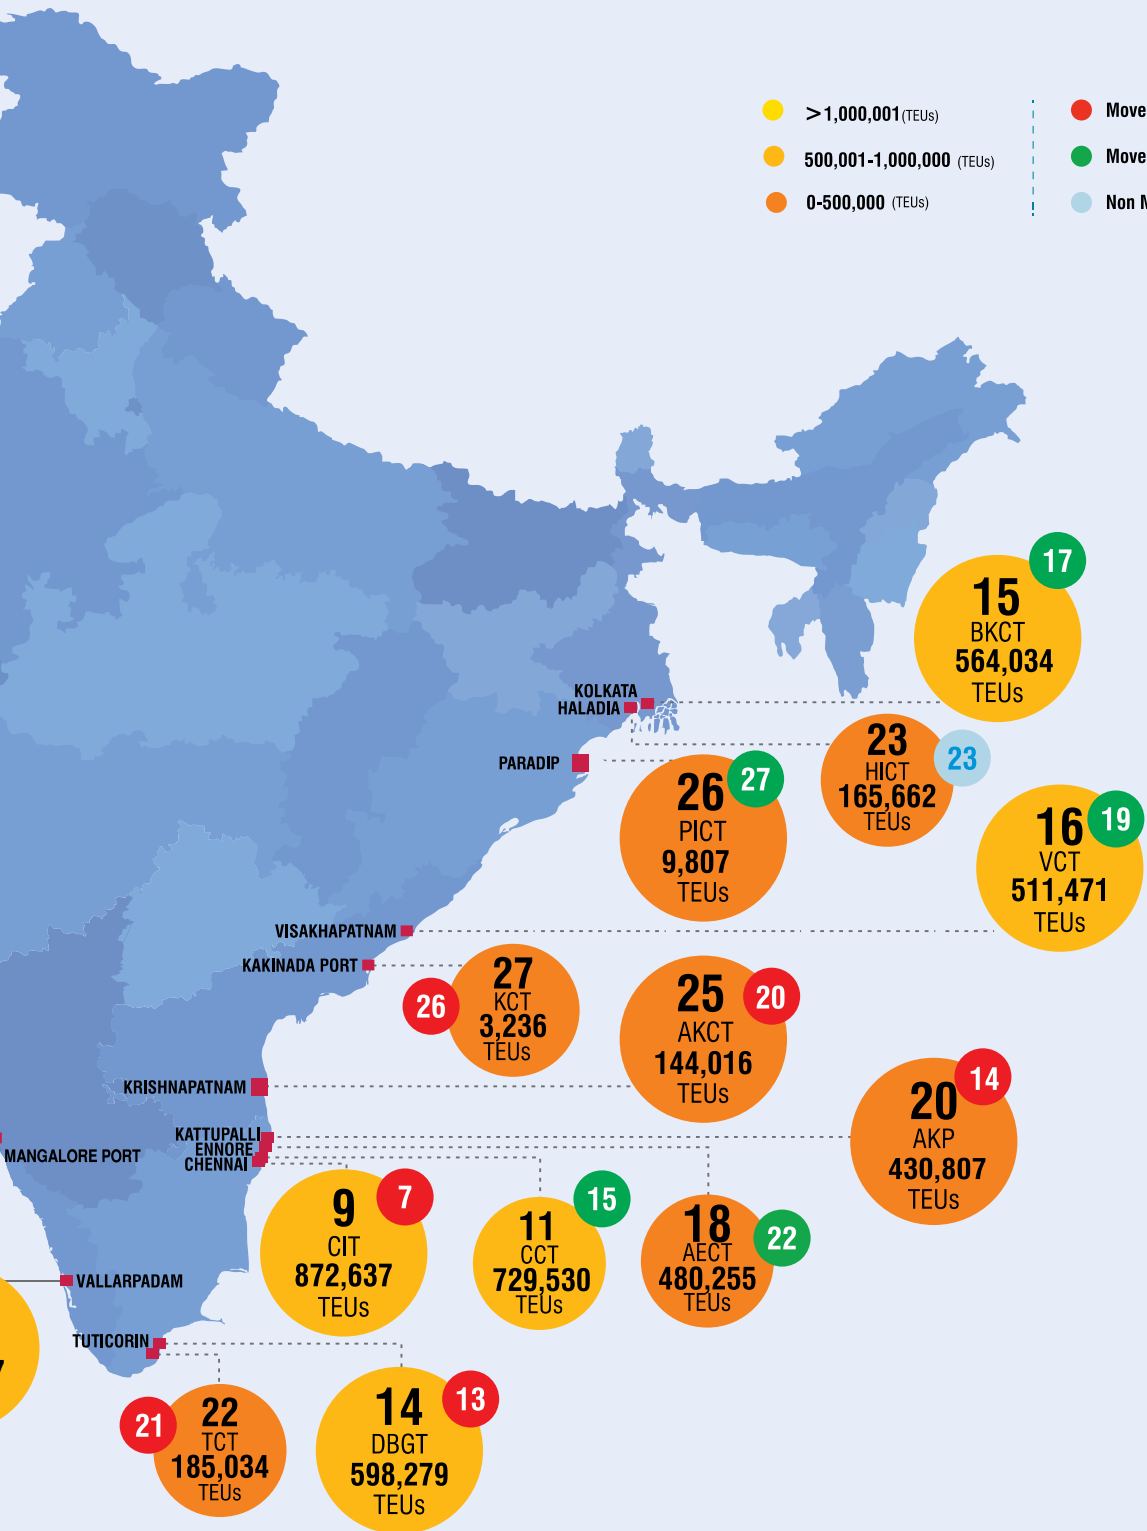 >1,000,001(TEUs)
500,001-1,000,000 (TEUs)
0-500,000 (TEUs)
Move
Move
Non
17
15
BKCT
564,034
TEUs
KOLKATA
HALADIA
23
HICT
165,662
TEUs
23
PARADIP
26
PICT
9,807
TEUs
27
16
VCT
511,471
TEUs
19
VISAKHAPATNAM
KAKINADA PORT
26
27
KCT
3,236
TEUs
25
AKCT
144,016
TEUs
20
KRISHNAPATNAM
14
20
AKP
430,807
TEUs
KATTUPALLI
ENNORE
CHENNAI
MANGALORE PORT
9
CIT
872,637
TEUs
7
11
CCT
729,530
TEUs
15
18
AECT
480,255
TEUs
22
VALLARPADAM
TUTICORIN
21
22
TCT
185,034
TEUs
14
DBGT
598,279
TEUs
13